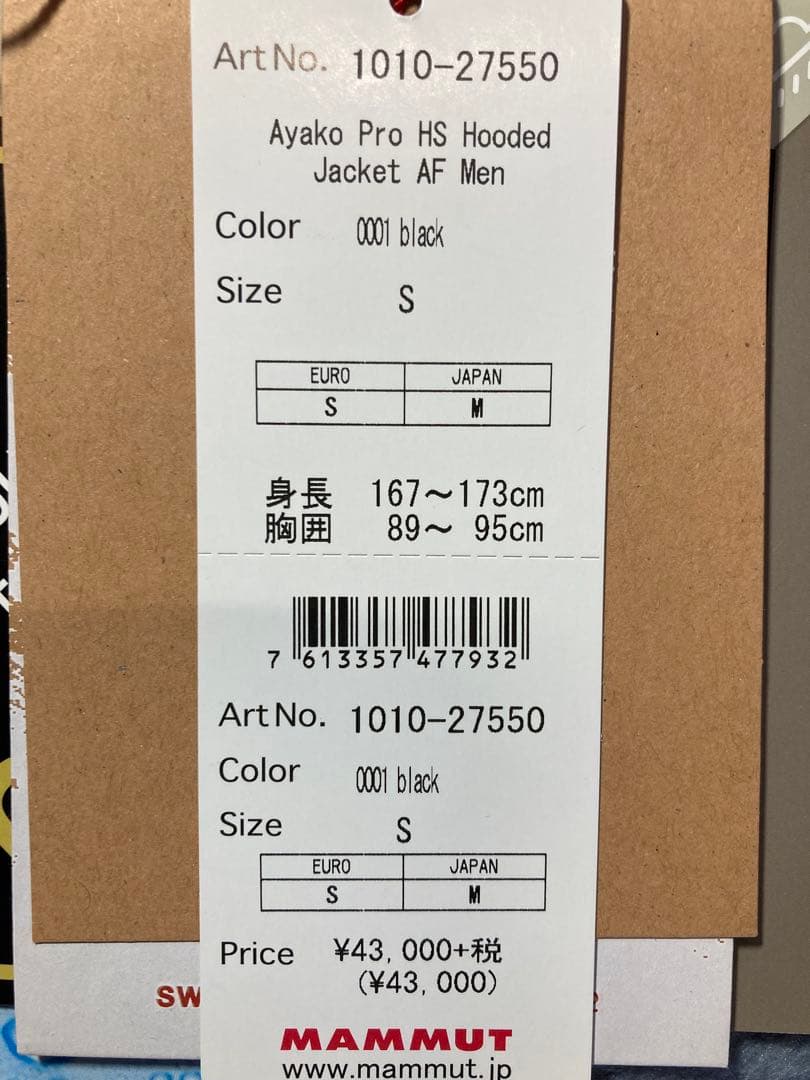 Art No. 1010-27550
Ayako Pro HS Hooded
Jacket AF Men
Color 0001 black
Size S
EURO JAPAN
S M
身長 167〜173cm
胸囲 89〜 95cm
7 613357 477932
Art No. 1010-27550
Color 0001 black
Size S
EURO JAPAN
S M
Price ¥43,000+税
(¥43,000)
SW
MAMMUT
www.mammut.jp